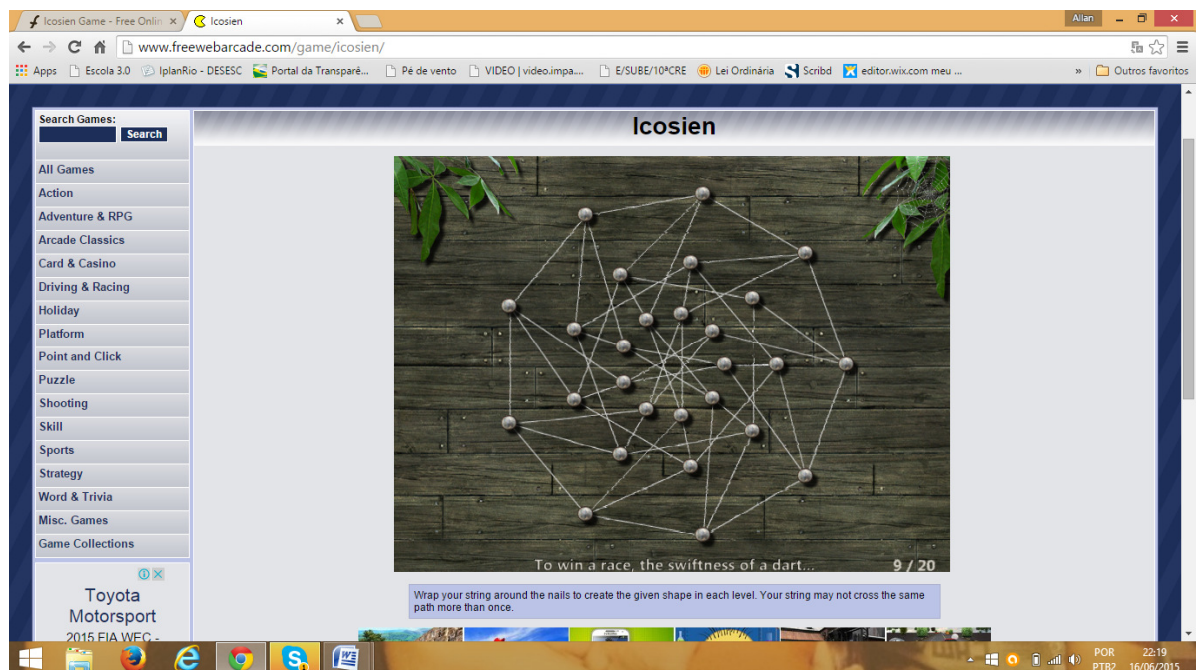 Icosien Game - Free Onlin
Icosien
Allan
www.freewebarcade.com/game/icosien/
Apps
Escola 3.0
IplanRio - DESESC
Portal da Transparê...
Pé de vento
VIDEO | video.impa....
E/SUBE/10ªCRE
Lei Ordinária
Scribd
editor.wix.com meu ...
»
Outros favoritos
Search Games:
Search
All Games
Action
Adventure & RPG
Arcade Classics
Card & Casino
Driving & Racing
Holiday
Platform
Point and Click
Puzzle
Shooting
Skill
Sports
Strategy
Word & Trivia
Misc. Games
Game Collections
Toyota
Motorsport
2015 FIA WEC -
Icosien
To win a race, the swiftness of a dart...
9 / 20
Wrap your string around the nails to create the given shape in each level. Your string may not cross the same
path more than once.
POR
PTB2
22:19
16/06/2015